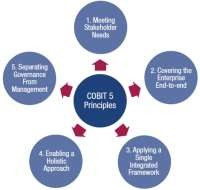 1. Meeting
Stakeholder
Needs
5. Separating
Governance
From
Management
2. Covering the
Enterprise
End-to-end
COBIT 5
Principles
4. Enabling a
Holistic
Approach
3. Applying a
Single
Integrated
Framework